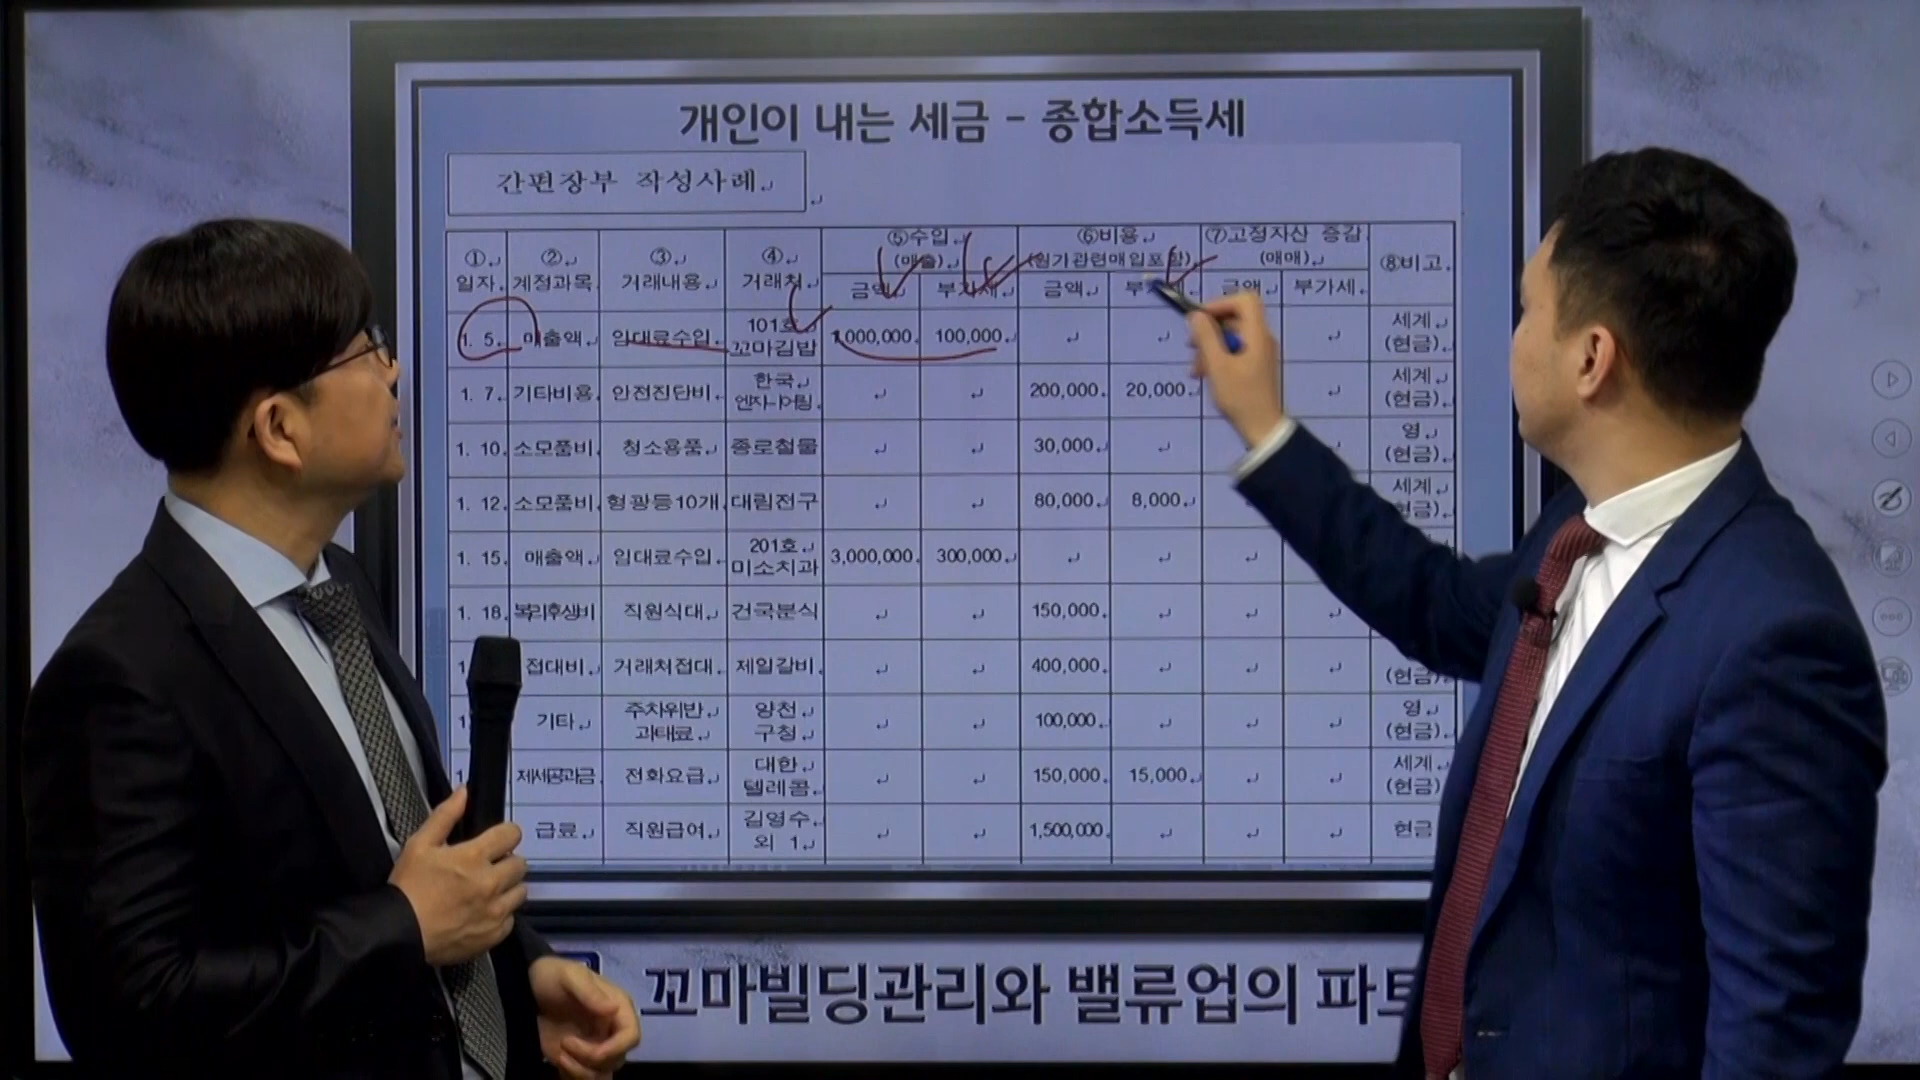 개인이 내는 세금 - 종합소득세
간편장부 작성사례
① 일자 ② 계정과목 ③ 거래내용 ④ 거래처 ⑤수입 (매출) ⑥비용 (원가관련매입포함) ⑦고정자산 증감 (매매) ⑧비고
금액 부가세 금액 부가세 금액 부가세
1. 5. 매출액 임대료수입 101호 꼬마김밥 1,000,000 100,000 세계 (현금)
1. 7. 기타비용 안전진단비 한국 엔지니어링 200,000 20,000 세계 (현금)
1. 10. 소모품비 청소용품 종로철물 30,000 영 (현금)
1. 12. 소모품비 형광등10개 대림전구 80,000 8,000 세계 (현금)
1. 15. 매출액 임대료수입 201호 미소치과 3,000,000 300,000
1. 18. 복리후생비 직원식대 건국분식 150,000
1. 접대비 거래처접대 제일갈비 400,000 (현금)
기타 주차위반 과태료 양천 구청 100,000 영 (현금)
제세공과금 전화요금 대한 텔레콤 150,000 15,000 세계 (현금)
급료 직원급여 김영수 외 1 1,500,000 현금
꼬마빌딩관리와 밸류업의 파트